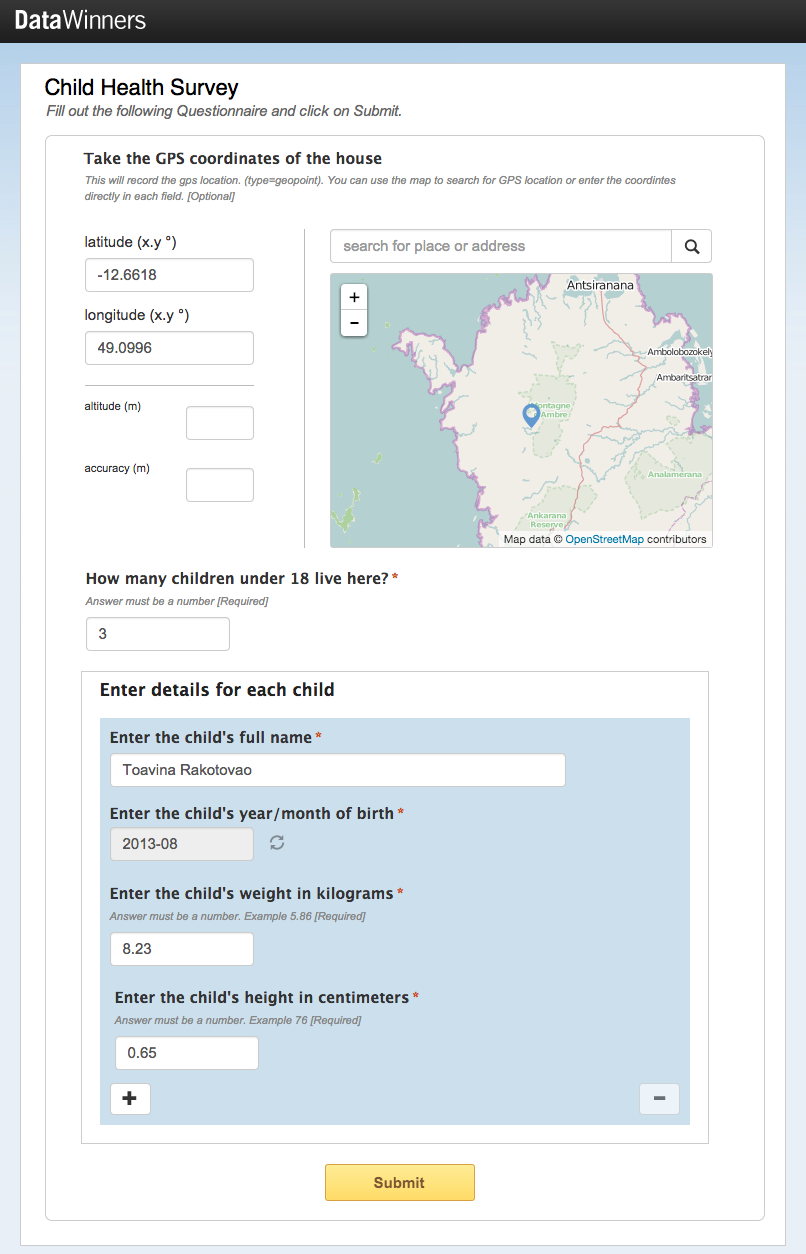 DataWinners
Child Health Survey
Fill out the following Questionnaire and click on Submit.
Take the GPS coordinates of the house
This will record the gps location. (type=geopoint). You can use the map to search for GPS location or enter the coordintes
directly in each field. [Optional]
latitude (x.y °)
-12.6618
longitude (x.y °)
49.0996
altitude (m)
accuracy (m)
search for place or address
+
-
Antsiranana
Ambolobozokely
Ambaritsatran
Montagne
Ambre
Analamerana
Ankarana
Reserve
Map data © OpenStreetMap contributors
How many children under 18 live here? *
Answer must be a number [Required]
3
Enter details for each child
Enter the child's full name *
Toavina Rakotovao
Enter the child's year/month of birth *
2013-08
Enter the child's weight in kilograms *
Answer must be a number. Example 5.86 [Required]
8.23
Enter the child's height in centimeters *
Answer must be a number. Example 76 [Required]
0.65
+
-
Submit